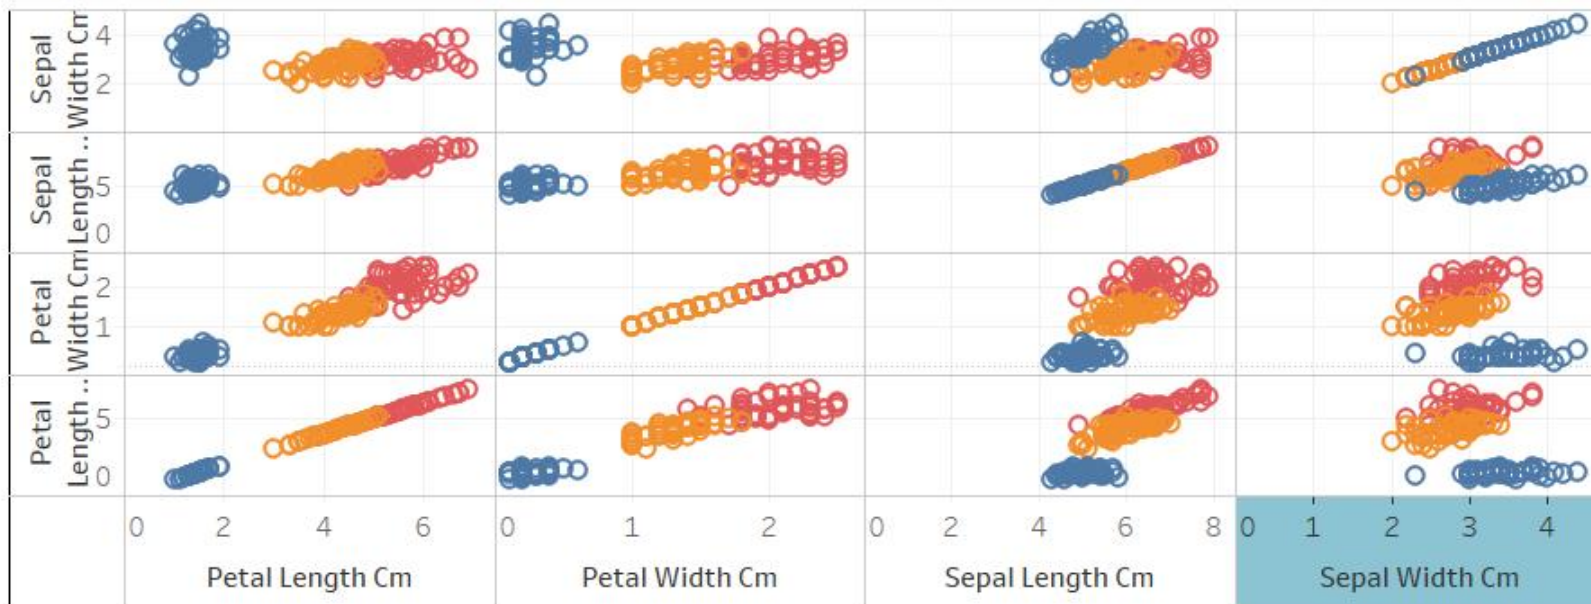 Sepal
Width Cm
4
2
Sepal
Length ..
5
0
Petal
Width Cm
2
1
Petal
Length ..
5
0
0 2 4 6 0 1 2 0 2 4 6 8 0 1 2 3 4
Petal Length Cm Petal Width Cm Sepal Length Cm Sepal Width Cm